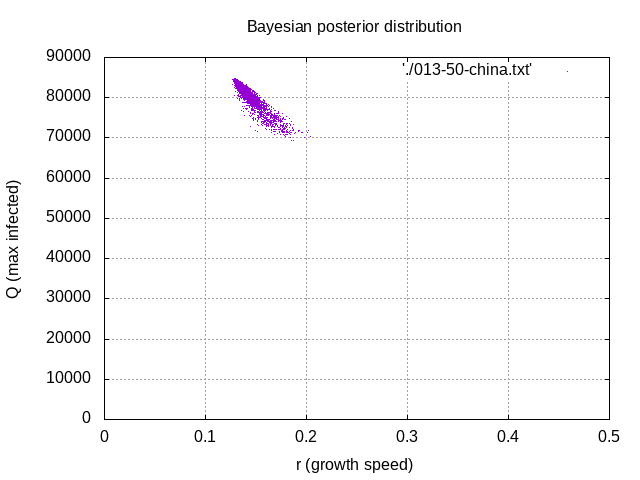 Bayesian posterior distribution
90000
'./013-50-china.txt'
80000
70000
60000
50000
40000
30000
20000
10000
0
Q (max infected)
0 0.1 0.2 0.3 0.4 0.5
r (growth speed)